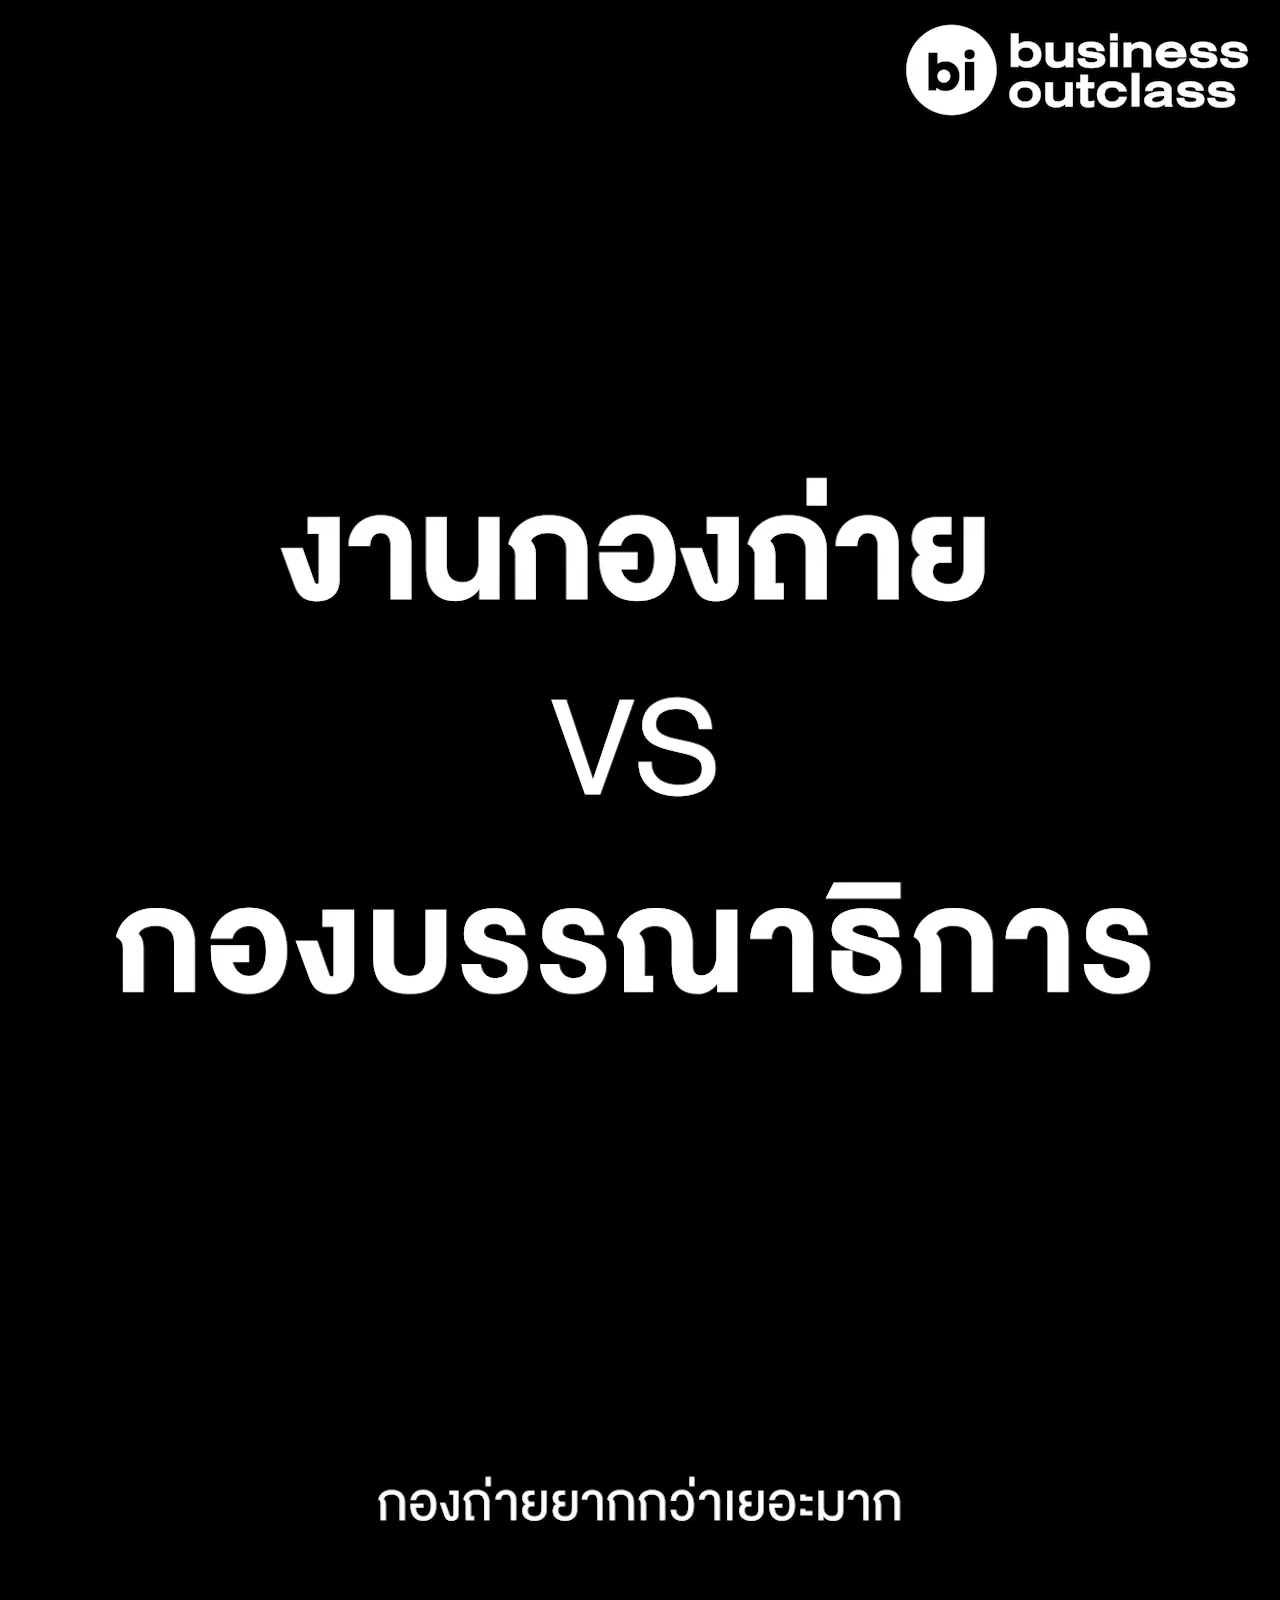 bi business
outclass
งานกองถ่าย
VS
กองบรรณาธิการ
กองถ่ายยากกว่าเยอะมาก